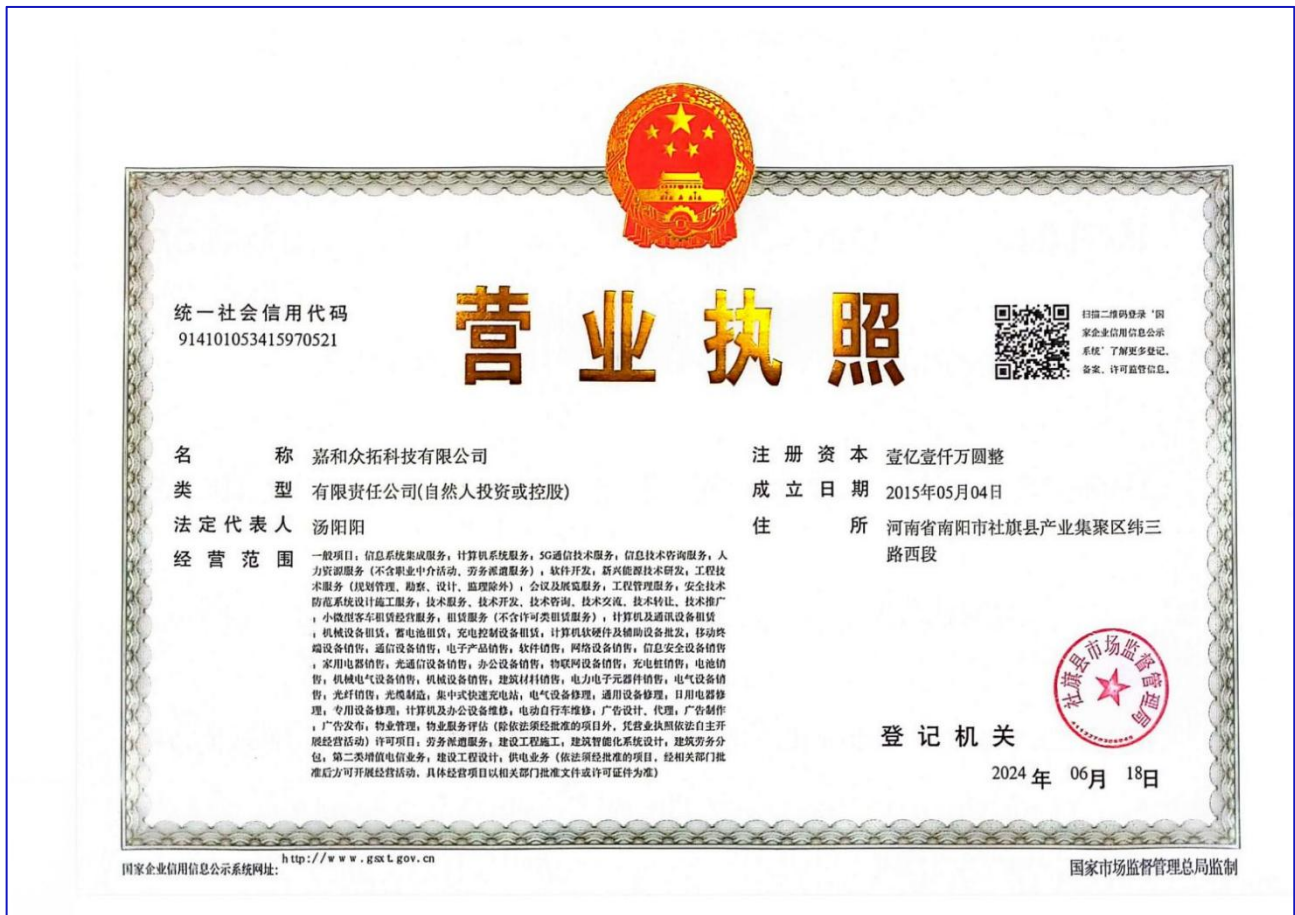 营业执照
统一社会信用代码
914101053415970521
扫描二维码登录‘国
家企业信用信息公示
系统’了解更多登记、
备案、许可监管信息。
名 称 嘉和众拓科技有限公司
类 型 有限责任公司(自然人投资或控股)
法定代表人 汤阳阳
经营范围 一般项目：信息系统集成服务；计算机系统服务；5G通信技术服务；信息技术咨询服务；人
力资源服务（不含职业中介活动、劳务派遣服务）；软件开发；新兴能源技术研发；工程技
术服务（规划管理、勘察、设计、监理除外）；会议及展览服务；工程管理服务；安全技术
防范系统设计施工服务；技术服务、技术开发、技术咨询、技术交流、技术转让、技术推广
；小微型客车租赁经营服务；租赁服务（不含许可类租赁服务）；计算机及通讯设备租赁
；机械设备租赁；蓄电池租赁；充电控制设备租赁；计算机软硬件及辅助设备批发；移动终
端设备销售；通信设备销售；电子产品销售；软件销售；网络设备销售；信息安全设备销售
；家用电器销售；光通信设备销售；办公设备销售；物联网设备销售；充电桩销售；电池销
售；机械电气设备销售；机械设备销售；建筑材料销售；电力电子元器件销售；电气设备销
售；光纤销售；光缆制造；集中式快速充电站；电气设备修理；通用设备修理；日用电器修
理；专用设备修理；计算机及办公设备维修；电动自行车维修；广告设计、代理；广告制作
；广告发布；物业管理；物业服务评估（除依法须经批准的项目外，凭营业执照依法自主开
展经营活动）许可项目：劳务派遣服务；建设工程施工；建筑智能化系统设计；建筑劳务分
包；第二类增值电信业务；建设工程设计；供电业务（依法须经批准的项目，经相关部门批
准后方可开展经营活动，具体经营项目以相关部门批准文件或许可证件为准）
注册资本 壹亿壹仟万圆整
成立日期 2015年05月04日
住 所 河南省南阳市社旗县产业集聚区纬三
路西段
社旗县市场监督管理局
登记机关
2024年 06月 18日
国家企业信用信息公示系统网址: http://www.gsxt.gov.cn
国家市场监督管理总局监制